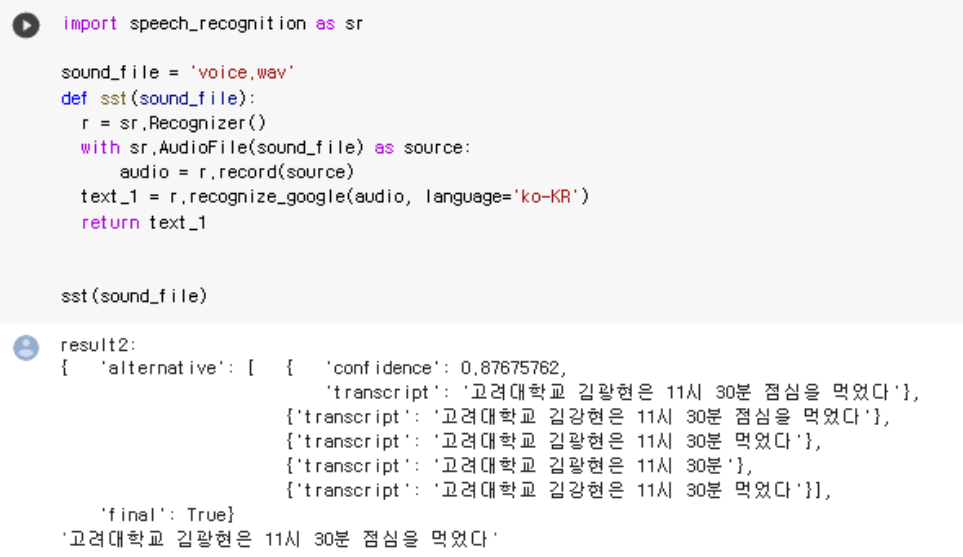 import speech_recognition as sr
sound_file = 'voice.wav'
def sst(sound_file):
r = sr.Recognizer()
with sr.AudioFile(sound_file) as source:
audio = r.record(source)
text_1 = r.recognize_google(audio, language='ko-KR')
return text_1
sst(sound_file)
result2:
{ 'alternative': [ { 'confidence': 0.87675762,
'transcript': '고려대학교 김광현은 11시 30분 점심을 먹었다'},
{'transcript': '고려대학교 김강현은 11시 30분 점심을 먹었다'},
{'transcript': '고려대학교 김광현은 11시 30분 먹었다'},
{'transcript': '고려대학교 김광현은 11시 30분'},
{'transcript': '고려대학교 김강현은 11시 30분 먹었다'}],
'final': True}
'고려대학교 김광현은 11시 30분 점심을 먹었다'